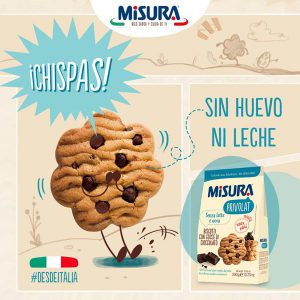 MISURA
¡CHISPAS!
SIN HUEVO
NI LECHE
MISURA
PRIVOLAT
Senza latte
e uova
BISCOTTI
CON GOCCE DI
CIOCCOLATO
#DESDEITALIA